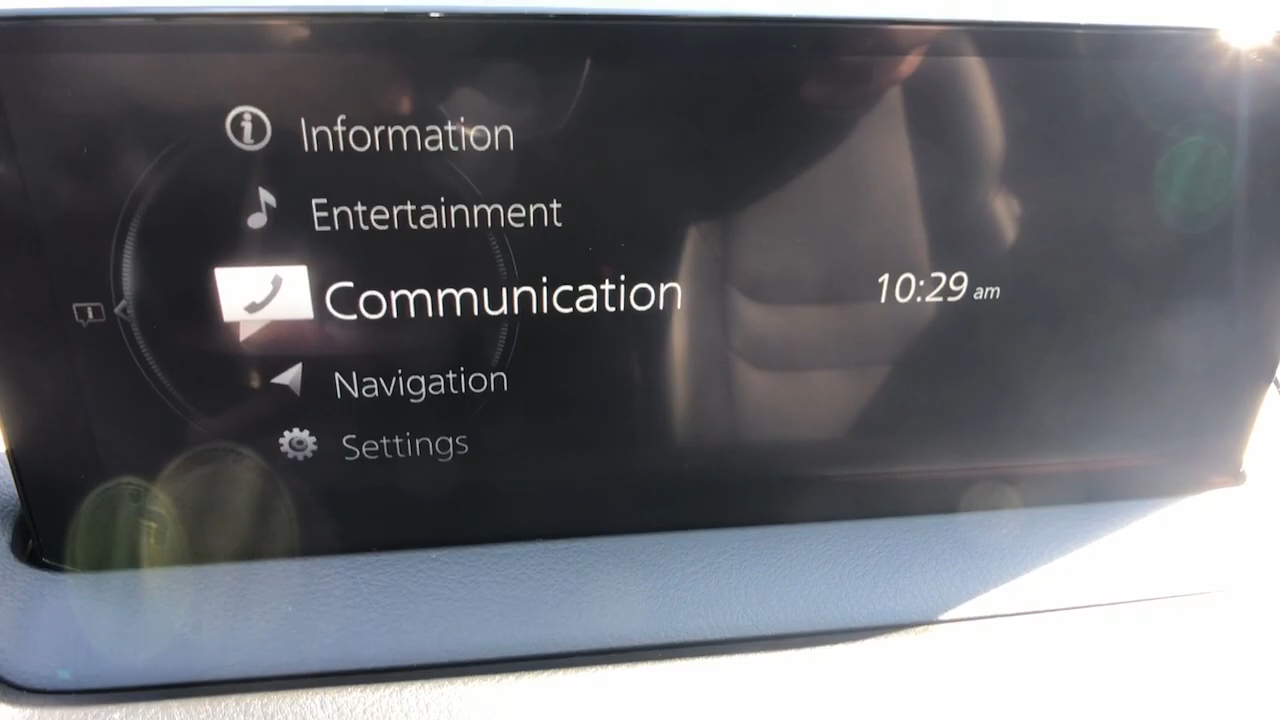 Information
Entertainment
Communication
10:29 am
Navigation
Settings